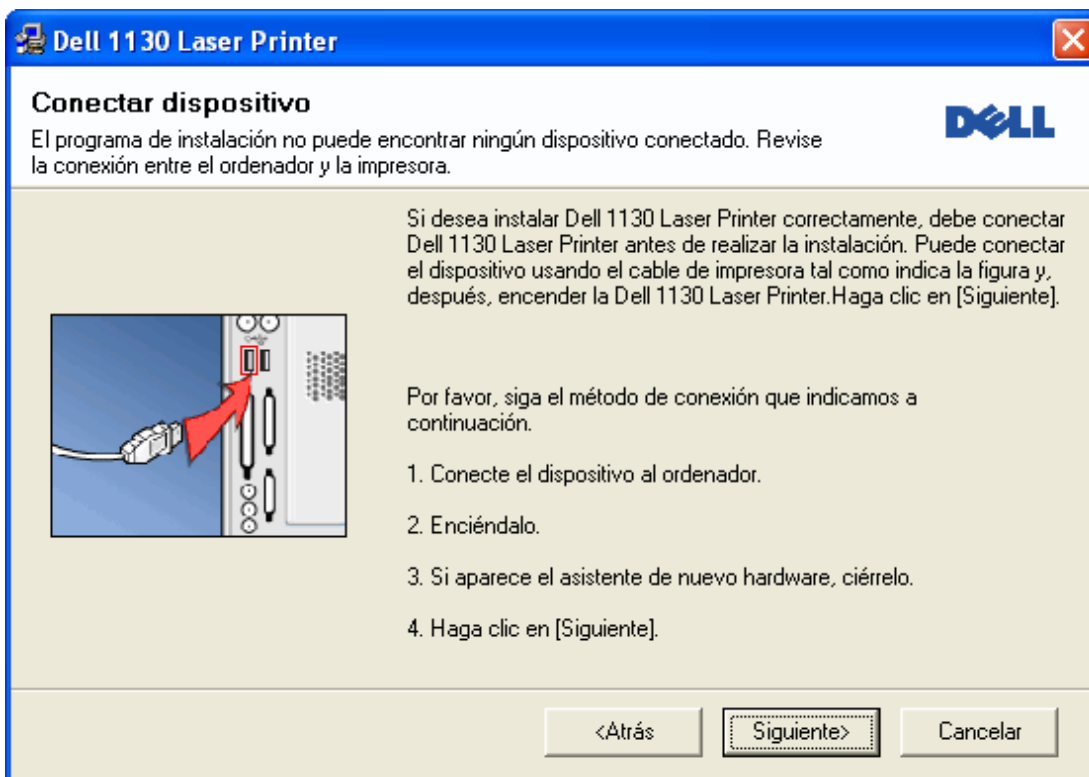 Dell 1130 Laser Printer
Conectar dispositivo
El programa de instalación no puede encontrar ningún dispositivo conectado. Revise
la conexión entre el ordenador y la impresora.
DELL
Si desea instalar Dell 1130 Laser Printer correctamente, debe conectar
Dell 1130 Laser Printer antes de realizar la instalación. Puede conectar
el dispositivo usando el cable de impresora tal como indica la figura y,
después, encender la Dell 1130 Laser Printer.Haga clic en [Siguiente].
Por favor, siga el método de conexión que indicamos a
continuación.
1. Conecte el dispositivo al ordenador.
2. Enciéndalo.
3. Si aparece el asistente de nuevo hardware, ciérrelo.
4. Haga clic en [Siguiente].
<Atrás
Siguiente>
Cancelar